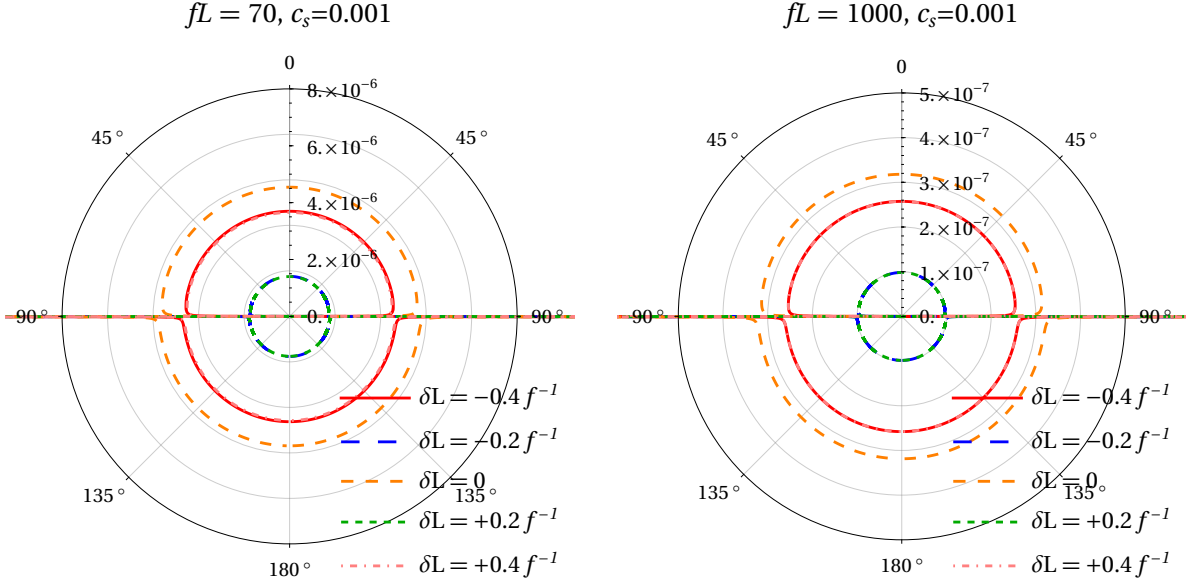 fL = 70, c_s=0.001
0
8.×10⁻⁶
6.×10⁻⁶
4.×10⁻⁶
2.×10⁻⁶
0.
45°
45°
90°
90°
135°
135°
180°
δL = −0.4 f⁻¹
δL = −0.2 f⁻¹
δL = 0
δL = +0.2 f⁻¹
δL = +0.4 f⁻¹
fL = 1000, c_s=0.001
0
5.×10⁻⁷
4.×10⁻⁷
3.×10⁻⁷
2.×10⁻⁷
1.×10⁻⁷
0.
45°
45°
90°
90°
135°
135°
180°
δL = −0.4 f⁻¹
δL = −0.2 f⁻¹
δL = 0
δL = +0.2 f⁻¹
δL = +0.4 f⁻¹